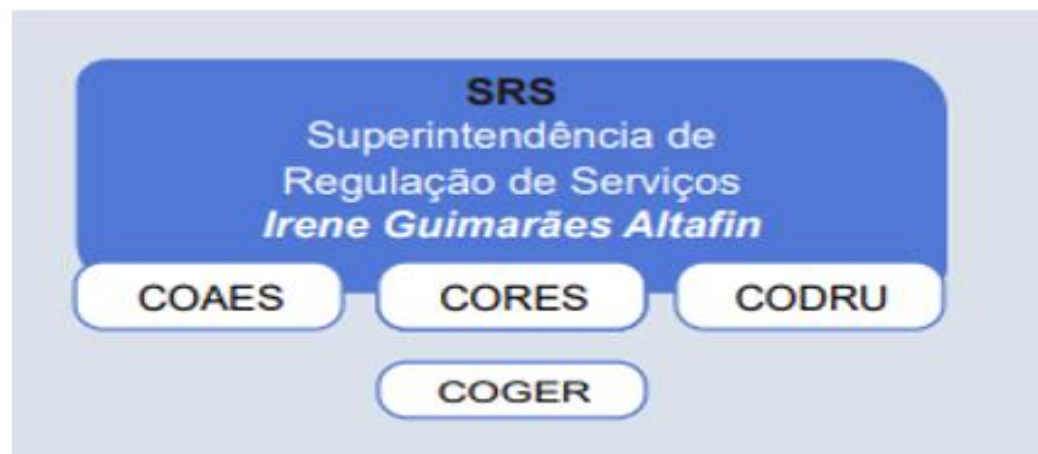 SRS
Superintendência de
Regulação de Serviços
Irene Guimarães Altafin
COAES CORES CODRU
COGER